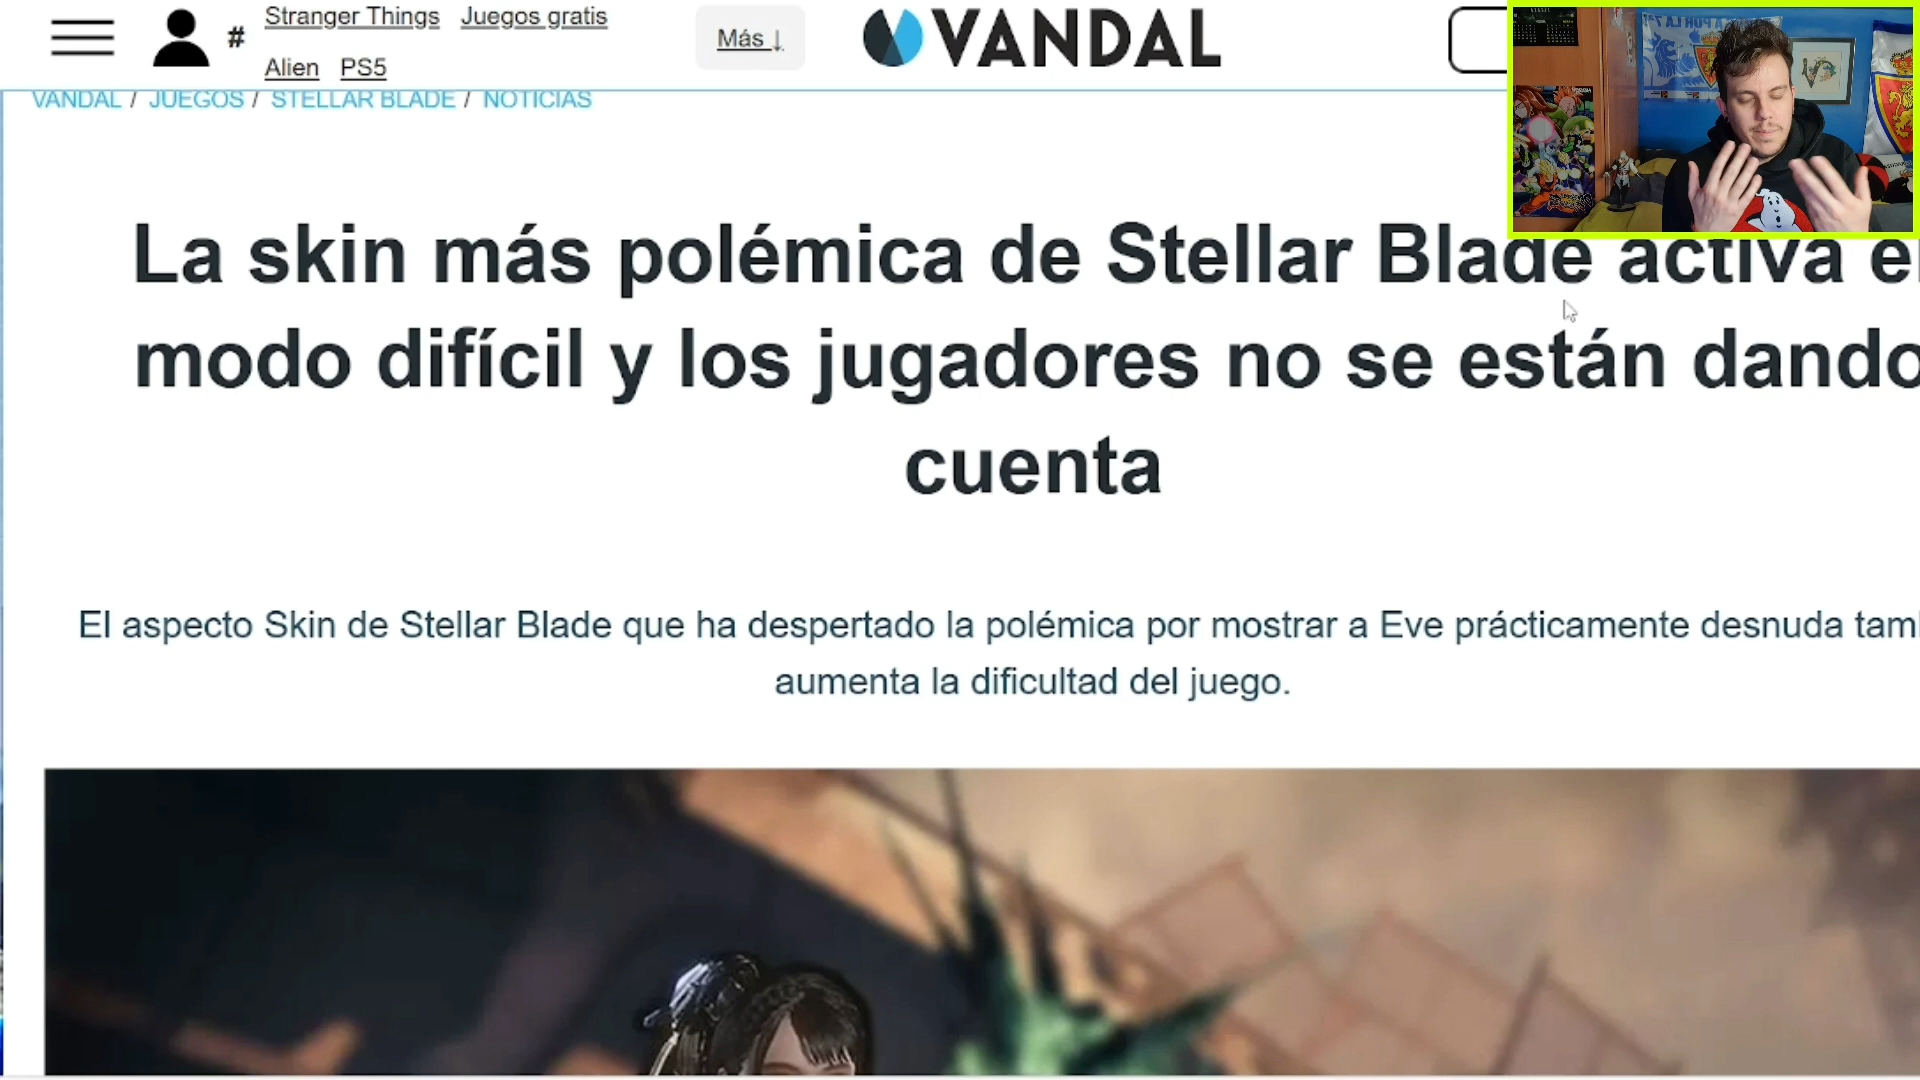 # Stranger Things Juegos gratis
Alien PS5
Más ↓
VANDAL
VANDAL / JUEGOS / STELLAR BLADE / NOTICIAS
La skin más polémica de Stellar Blade activa el
modo difícil y los jugadores no se están dando
cuenta
El aspecto Skin de Stellar Blade que ha despertado la polémica por mostrar a Eve prácticamente desnuda tam
aumenta la dificultad del juego.